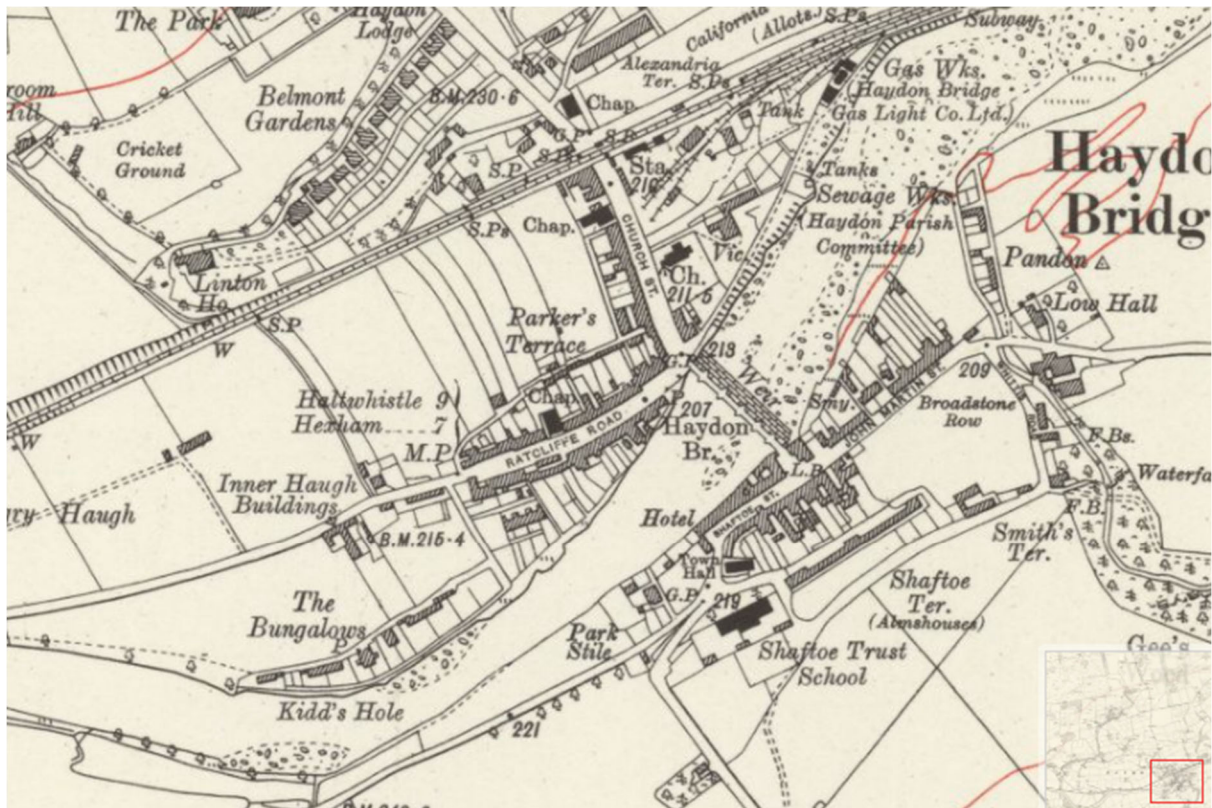 The Park
Haydon
Lodge
California
(Allots.)
S.Ps.
Subway
Alexandria
Ter. S.Ps.
Gas Wks.
(Haydon Bridge
Gas Light Co. Ltd.)
Belmont
Gardens
B.M.230·6
Chap.
Tank
Hill
G.P.
S.P.
Cricket
Ground
S.P.
Sta.
Haydo
Bridg
Tanks
Sewage Wks.
(Haydon Parish
Committee)
Chap.
S.Ps
CHURCH ST.
Vic.
Ch.
211·5
Pandon
Linton
Ho.
Low Hall
S.P.
W
Parker's
Terrace
213
Weir
209
Haltwhistle 9
Hexham 7
M.P.
Chap.
RATCLIFFE ROAD
P
207
Haydon
Br.
Smy.
JOHN MARTIN ST.
Broadstone
Row
W
F.Bs.
L.B.
Waterfa
Inner Haugh
Buildings
Haugh
B.M.215·4
Hotel
SHAFTOE ST.
F.B.
Smith's
Ter.
Town
Hall
Shaftoe
Ter.
(Almshouses)
G.P.
219
The
Bungalows
P
Park
Stile
Shaftoe Trust
School
Gee's
Wood
Kidd's Hole
221